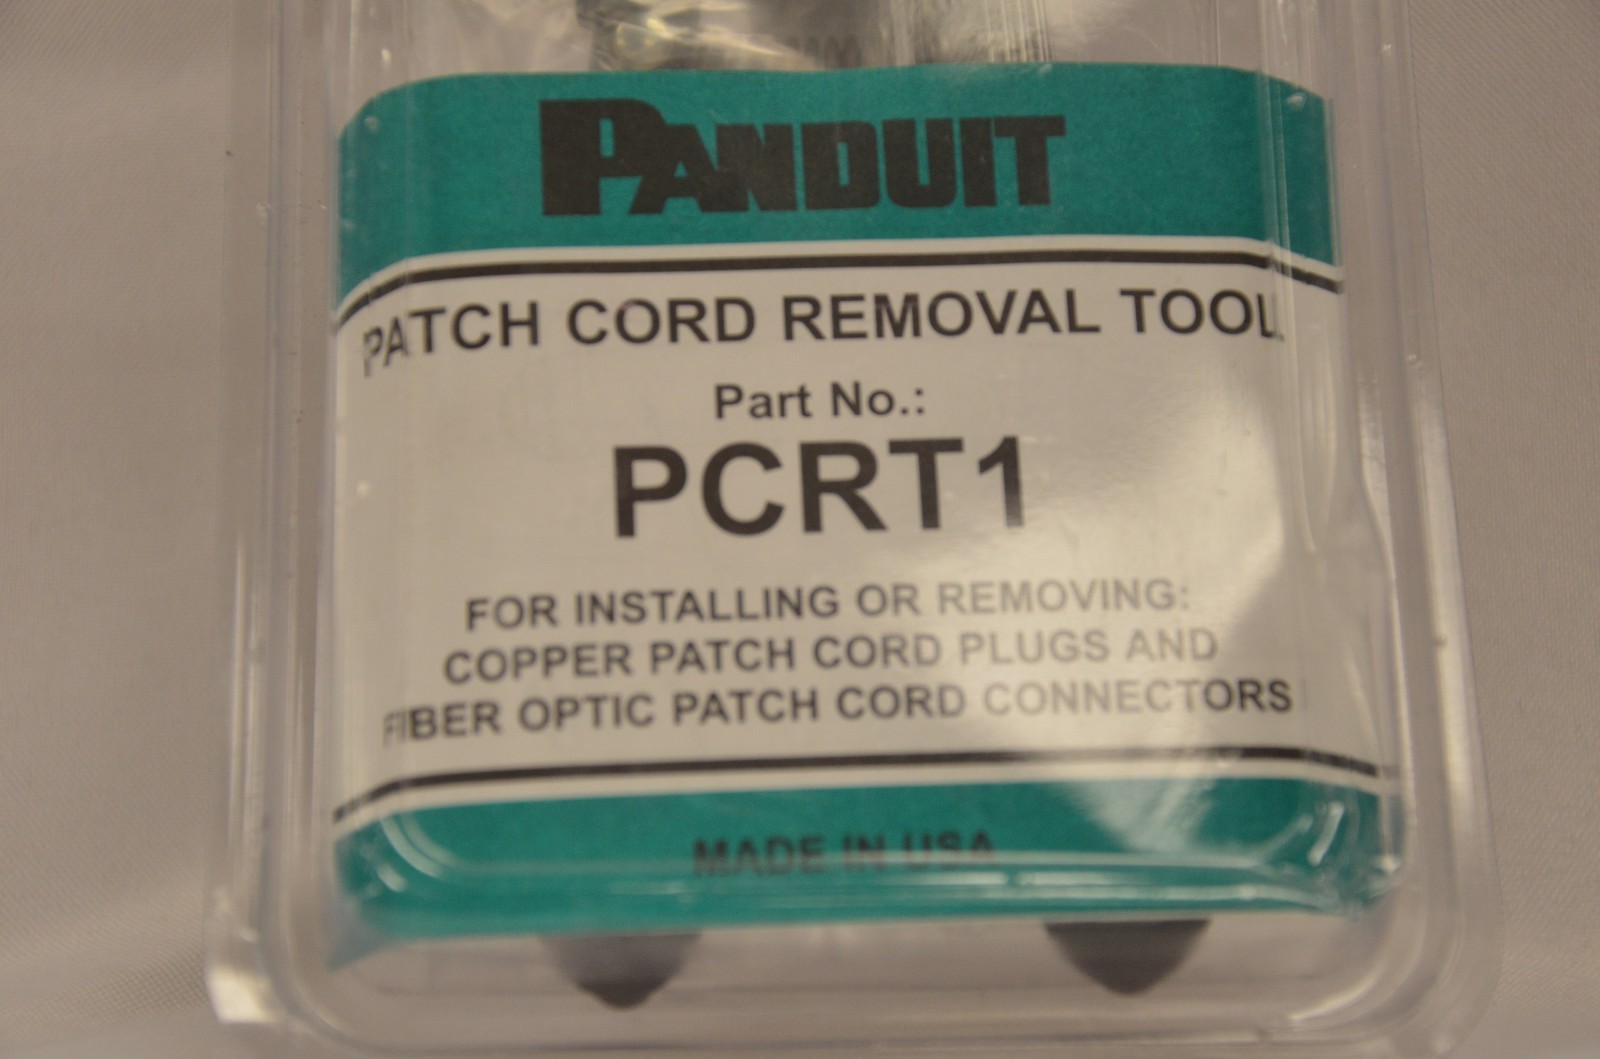 PANDUIT
PATCH CORD REMOVAL TOOL
Part No.:
PCRT1
FOR INSTALLING OR REMOVING:
COPPER PATCH CORD PLUGS AND
FIBER OPTIC PATCH CORD CONNECTORS
MADE IN USA